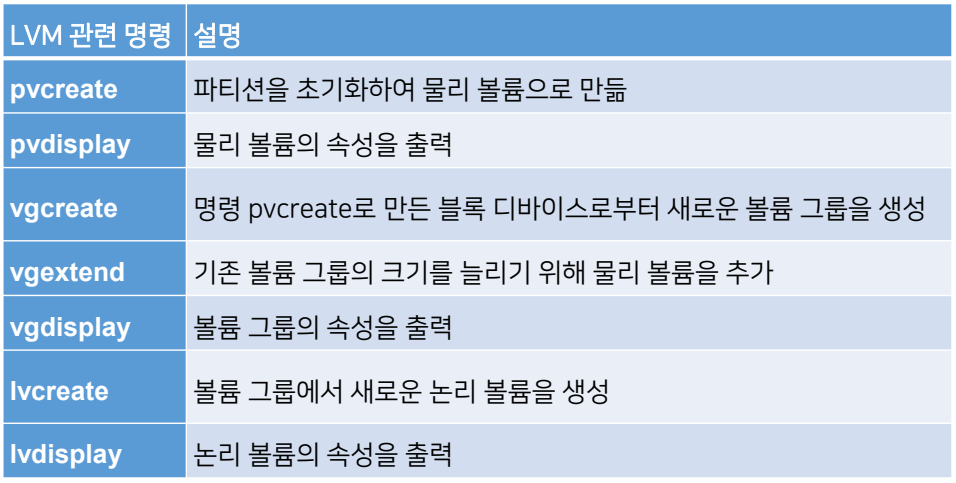 LVM 관련 명령 설명
pvcreate 파티션을 초기화하여 물리 볼륨으로 만듦
pvdisplay 물리 볼륨의 속성을 출력
vgcreate 명령 pvcreate로 만든 블록 디바이스로부터 새로운 볼륨 그룹을 생성
vgextend 기존 볼륨 그룹의 크기를 늘리기 위해 물리 볼륨을 추가
vgdisplay 볼륨 그룹의 속성을 출력
lvcreate 볼륨 그룹에서 새로운 논리 볼륨을 생성
lvdisplay 논리 볼륨의 속성을 출력